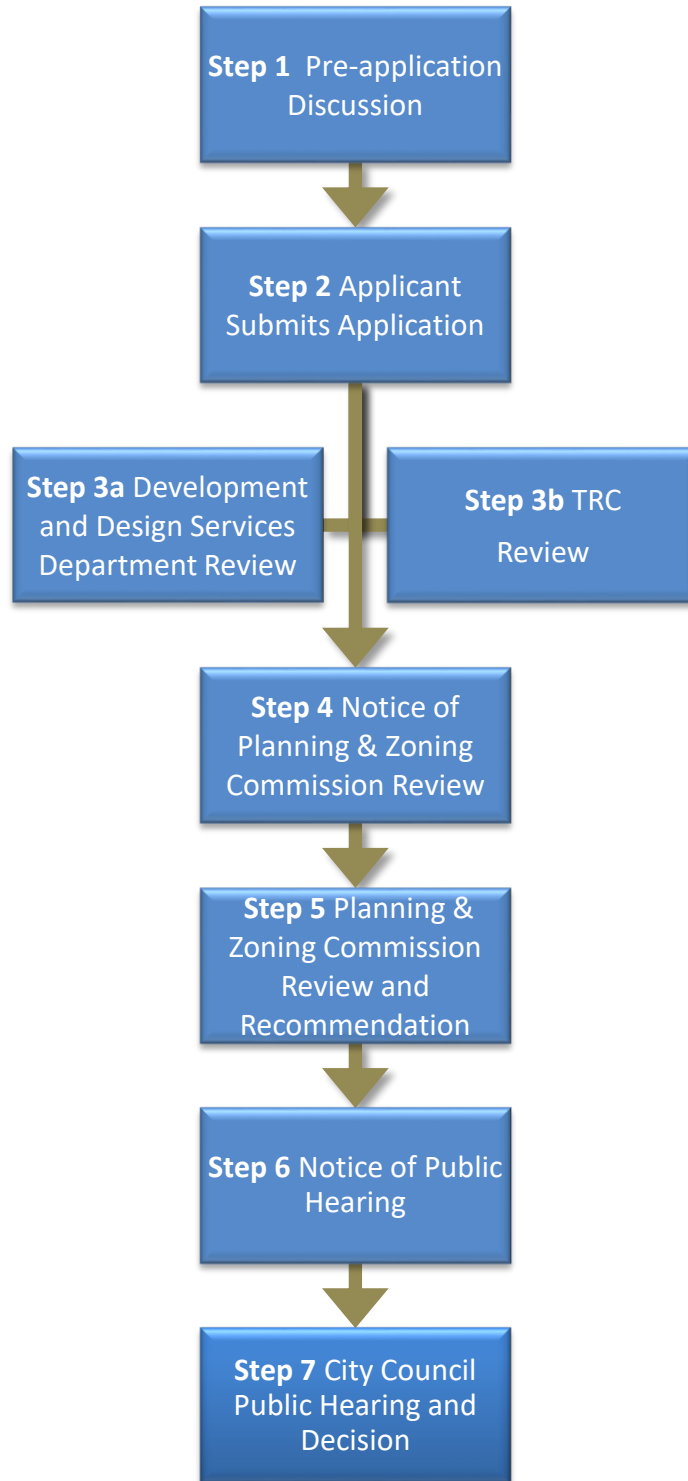 Step 1 Pre-application
Discussion
Step 2 Applicant
Submits Application
Step 3a Development
and Design Services
Department Review
Step 3b TRC
Review
Step 4 Notice of
Planning & Zoning
Commission Review
Step 5 Planning &
Zoning Commission
Review and
Recommendation
Step 6 Notice of Public
Hearing
Step 7 City Council
Public Hearing and
Decision